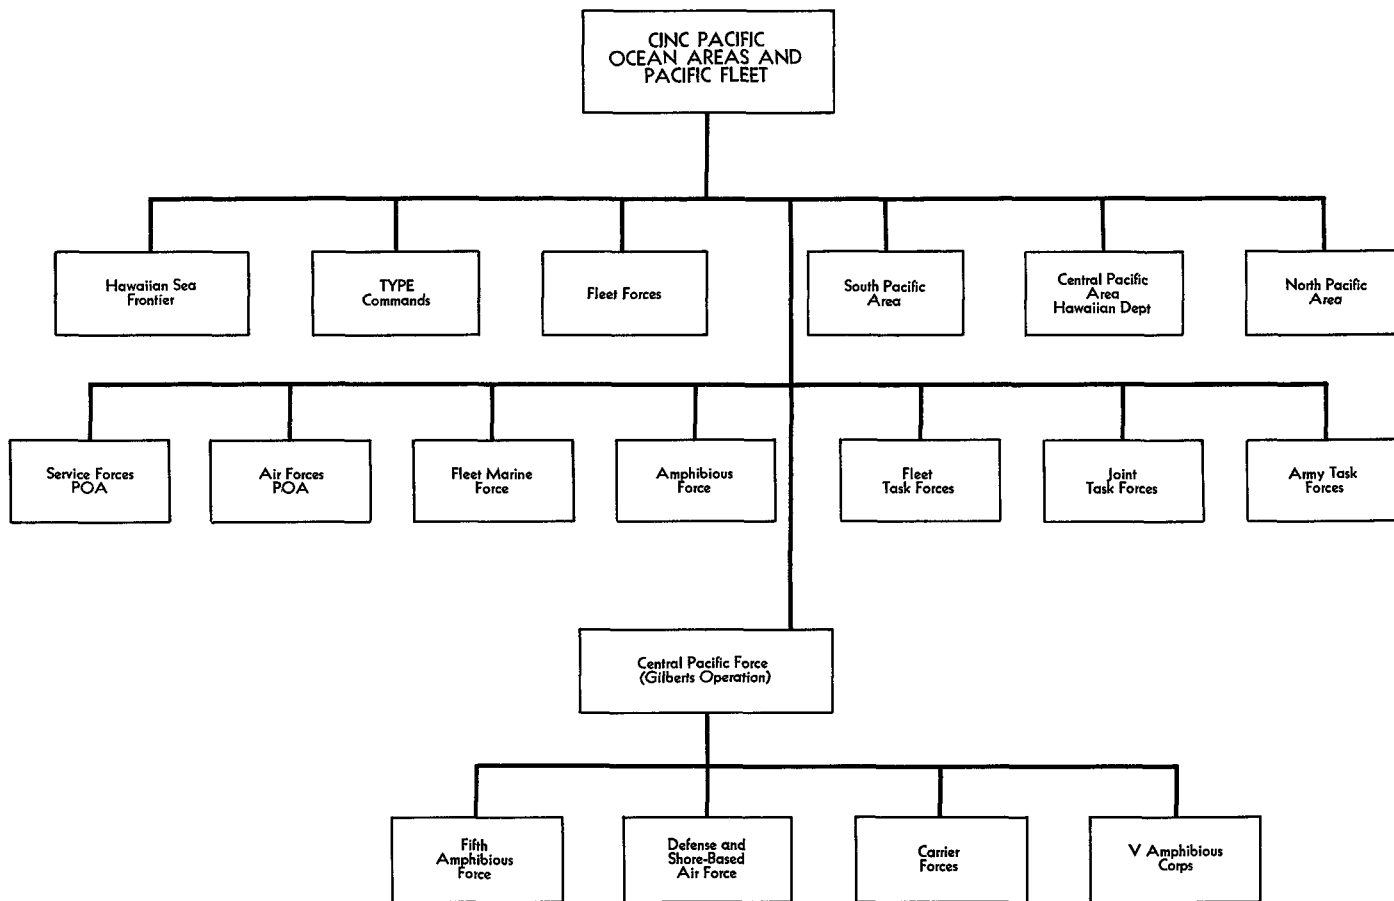 CINC PACIFIC
OCEAN AREAS AND
PACIFIC FLEET
Hawaiian Sea
Frontier
TYPE
Commands
Fleet Forces
South Pacific
Area
Central Pacific
Area
Hawaiian Dept
North Pacific
Area
Service Forces
POA
Air Forces
POA
Fleet Marine
Force
Amphibious
Force
Fleet
Task Forces
Joint
Task Forces
Army Task
Forces
Central Pacific Force
(Gilberts Operation)
Fifth
Amphibious
Force
Defense and
Shore-Based
Air Force
Carrier
Forces
V Amphibious
Corps